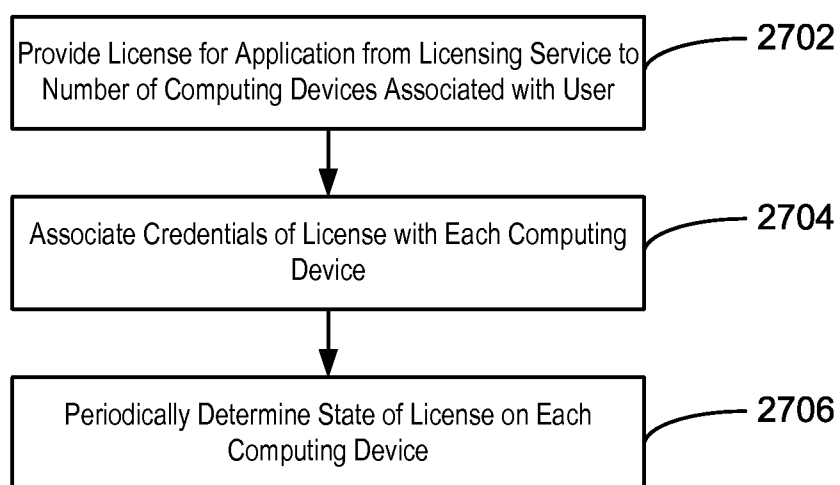 Provide License for Application from Licensing Service to
Number of Computing Devices Associated with User
2702
Associate Credentials of License with Each Computing
Device
2704
Periodically Determine State of License on Each
Computing Device
2706